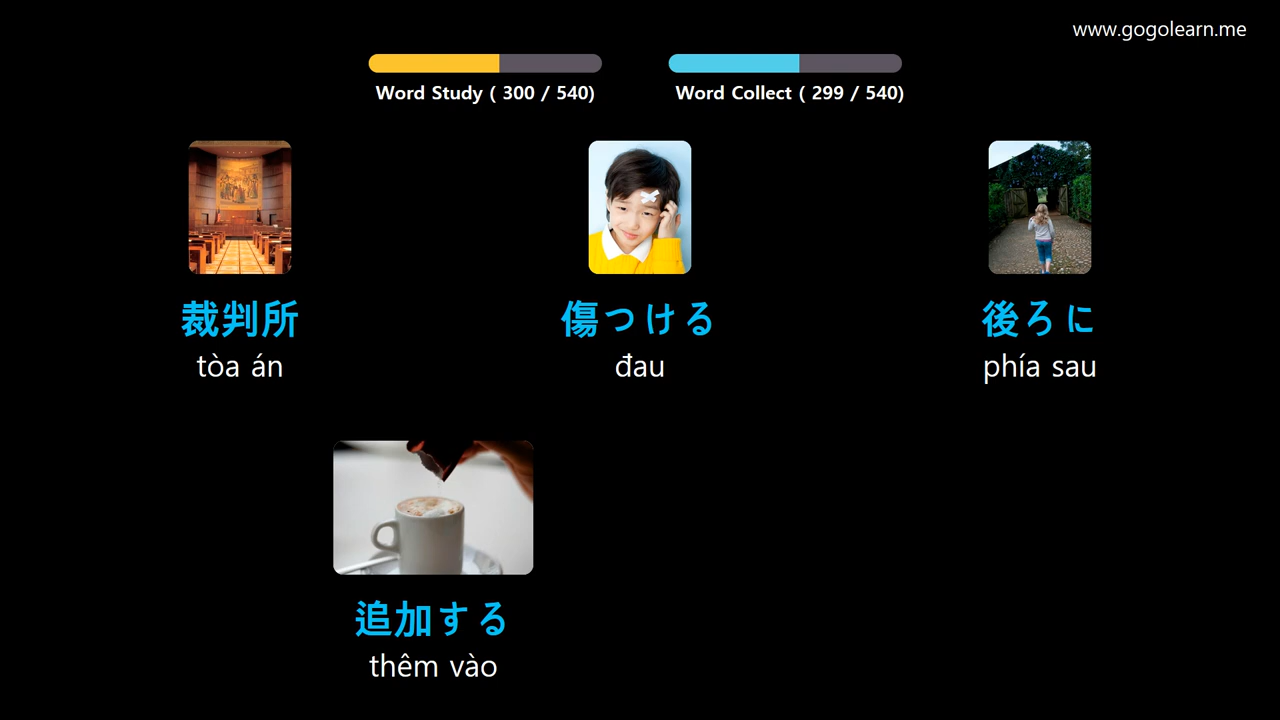 www.gogolearn.me
Word Study ( 300 / 540)
Word Collect ( 299 / 540)
裁判所
tòa án
傷つける
đau
後ろに
phía sau
追加する
thêm vào